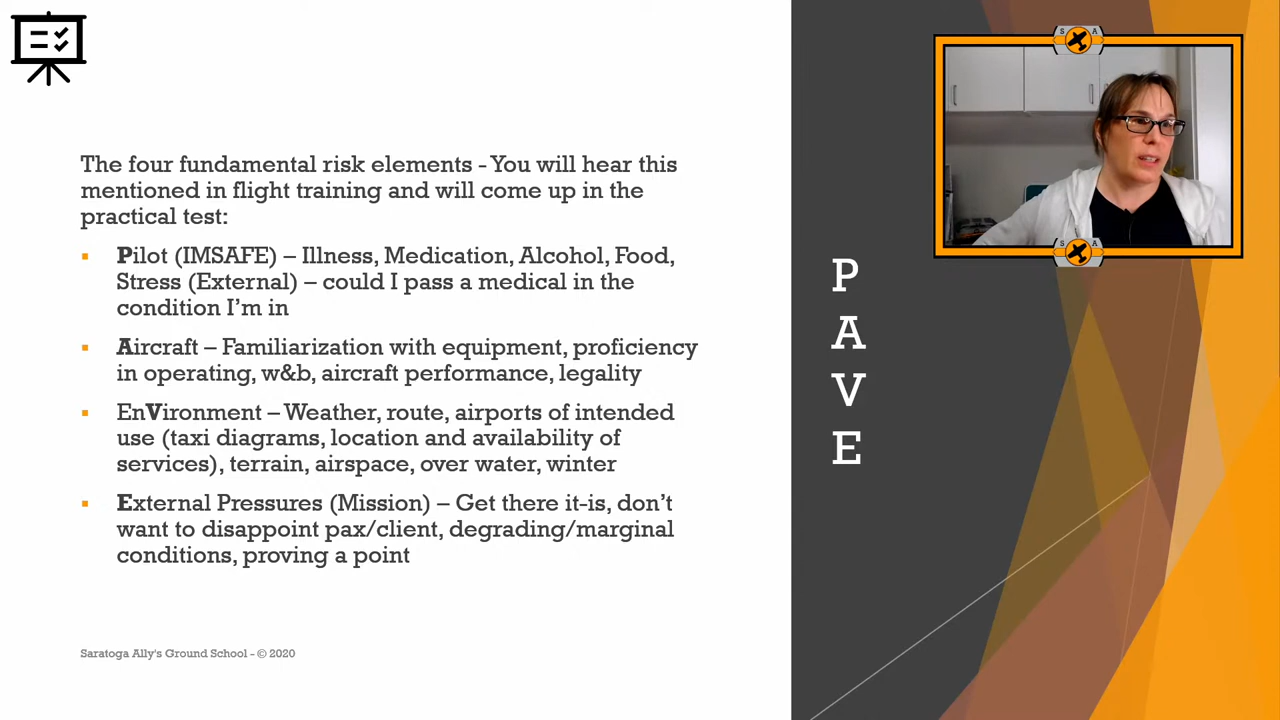 The four fundamental risk elements - You will hear this
mentioned in flight training and will come up in the
practical test:
Pilot (IMSAFE) – Illness, Medication, Alcohol, Food,
Stress (External) – could I pass a medical in the
condition I'm in
Aircraft – Familiarization with equipment, proficiency
in operating, w&b, aircraft performance, legality
EnVironment – Weather, route, airports of intended
use (taxi diagrams, location and availability of
services), terrain, airspace, over water, winter
External Pressures (Mission) – Get there it-is, don't
want to disappoint pax/client, degrading/marginal
conditions, proving a point
Saratoga Ally's Ground School - © 2020
P
A
V
E
S A
S A